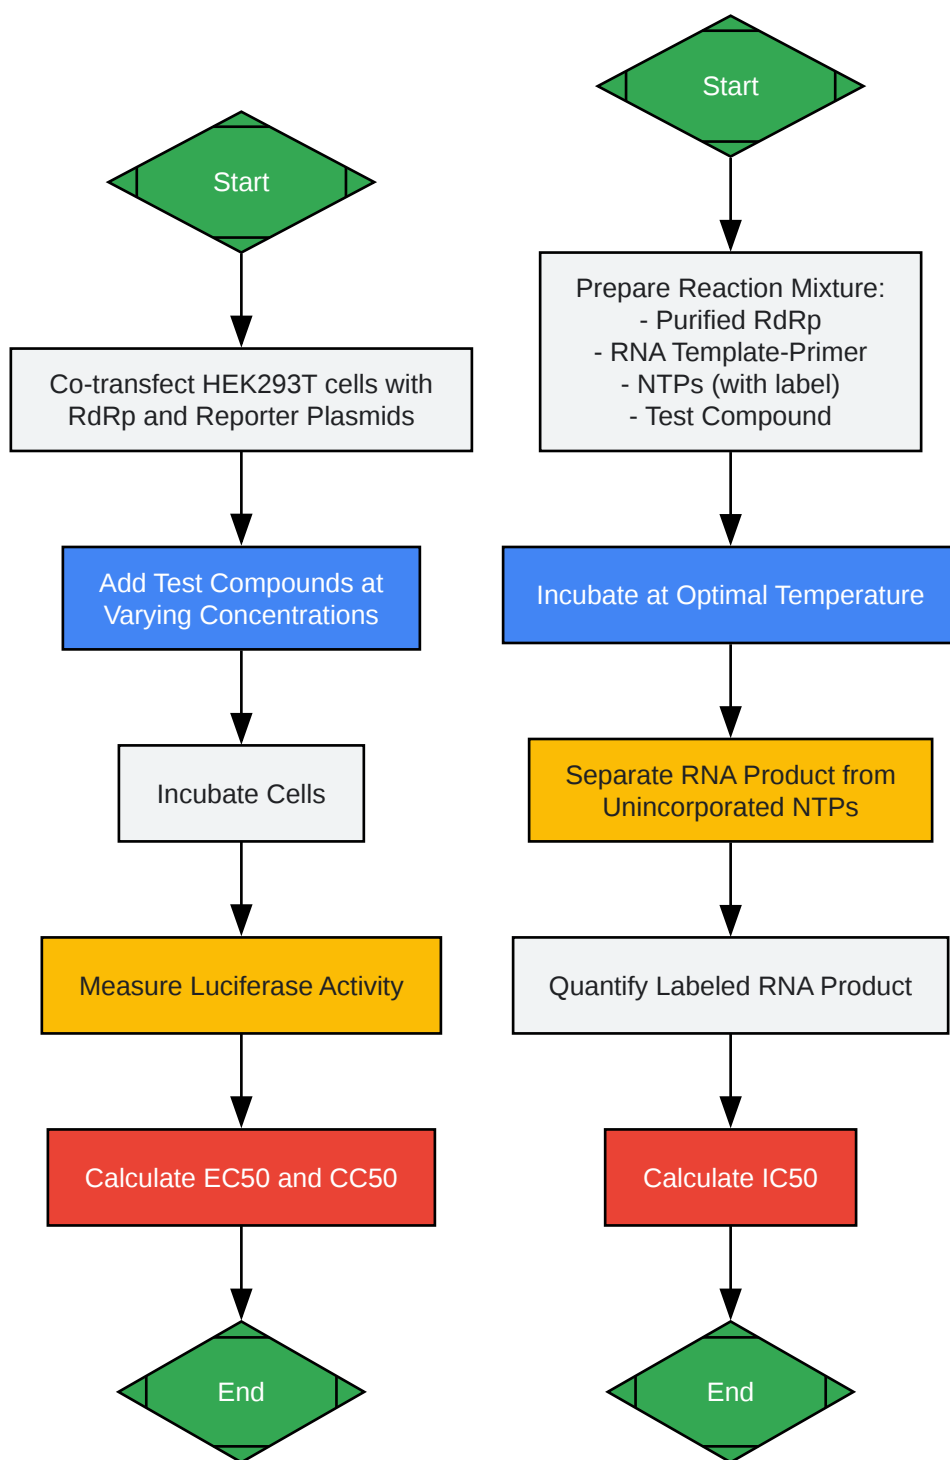 Start
Co-transfect HEK293T cells with
RdRp and Reporter Plasmids
Add Test Compounds at
Varying Concentrations
Incubate Cells
Measure Luciferase Activity
Calculate EC50 and CC50
End
Start
Prepare Reaction Mixture:
- Purified RdRp
- RNA Template-Primer
- NTPs (with label)
- Test Compound
Incubate at Optimal Temperature
Separate RNA Product from
Unincorporated NTPs
Quantify Labeled RNA Product
Calculate IC50
End